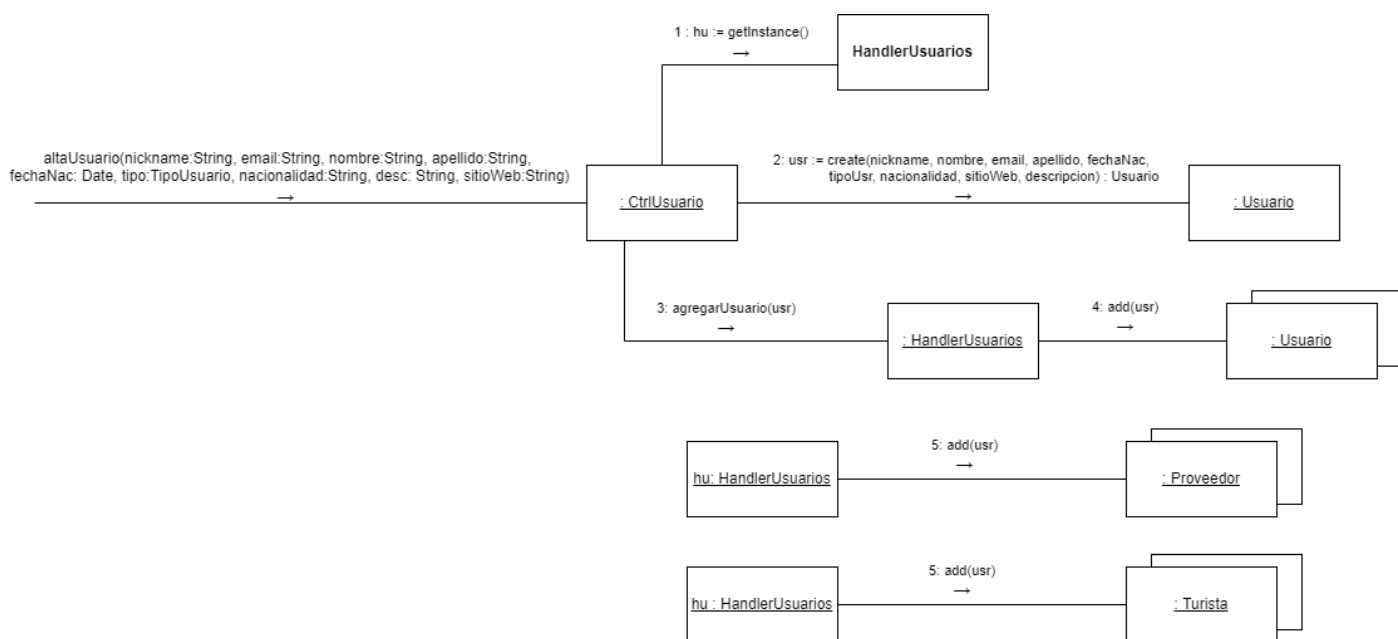 1 : hu := getInstance()
→
HandlerUsuarios
altaUsuario(nickname:String, email:String, nombre:String, apellido:String,
fechaNac: Date, tipo:TipoUsuario, nacionalidad:String, desc: String, sitioWeb:String)
→
: CtrlUsuario
2: usr := create(nickname, nombre, email, apellido, fechaNac,
tipoUsr, nacionalidad, sitioWeb, descripcion) : Usuario
→
: Usuario
3: agregarUsuario(usr)
→
: HandlerUsuarios
4: add(usr)
→
: Usuario
hu: HandlerUsuarios
5: add(usr)
→
: Proveedor
hu : HandlerUsuarios
5: add(usr)
→
: Turista